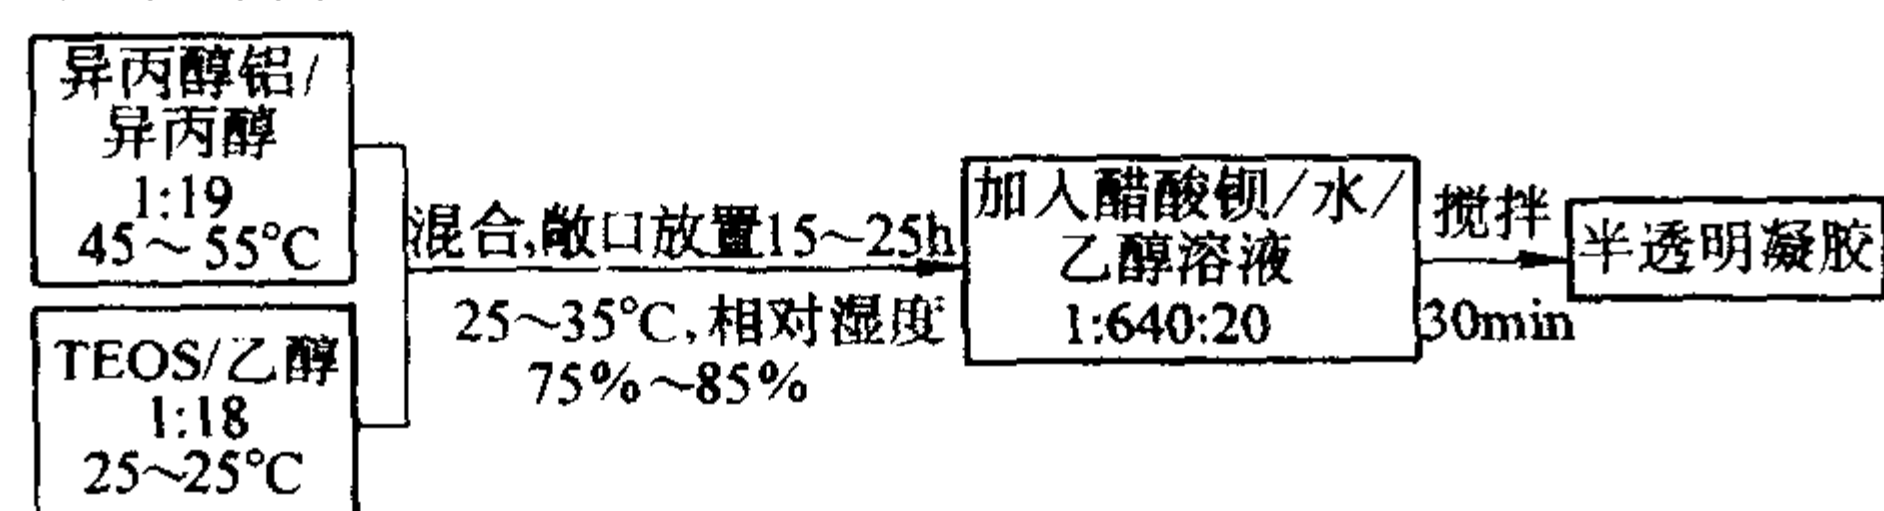 异丙醇铝/
异丙醇
1:19
45～55℃
TEOS/乙醇
1:18
25～25℃
混合,敞口放置15～25h
25～35℃,相对湿度
75%～85%
加入醋酸钡/水/
乙醇溶液
1:640:20
搅拌
30min
半透明凝胶